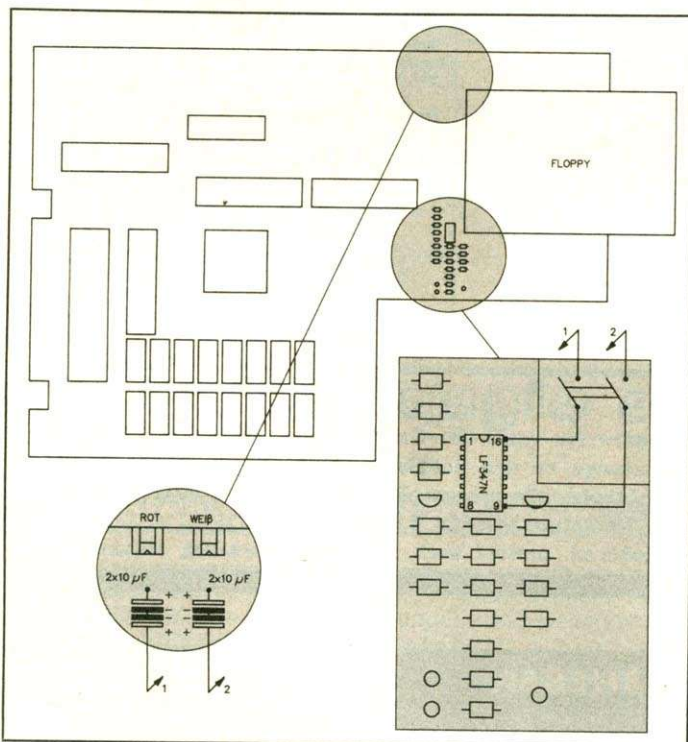 FLOPPY
1 2
1 16
LF347N
8 9
ROT WEIß
2x10 µF + + 2x10 µF
- -
- -
+ +
1 2